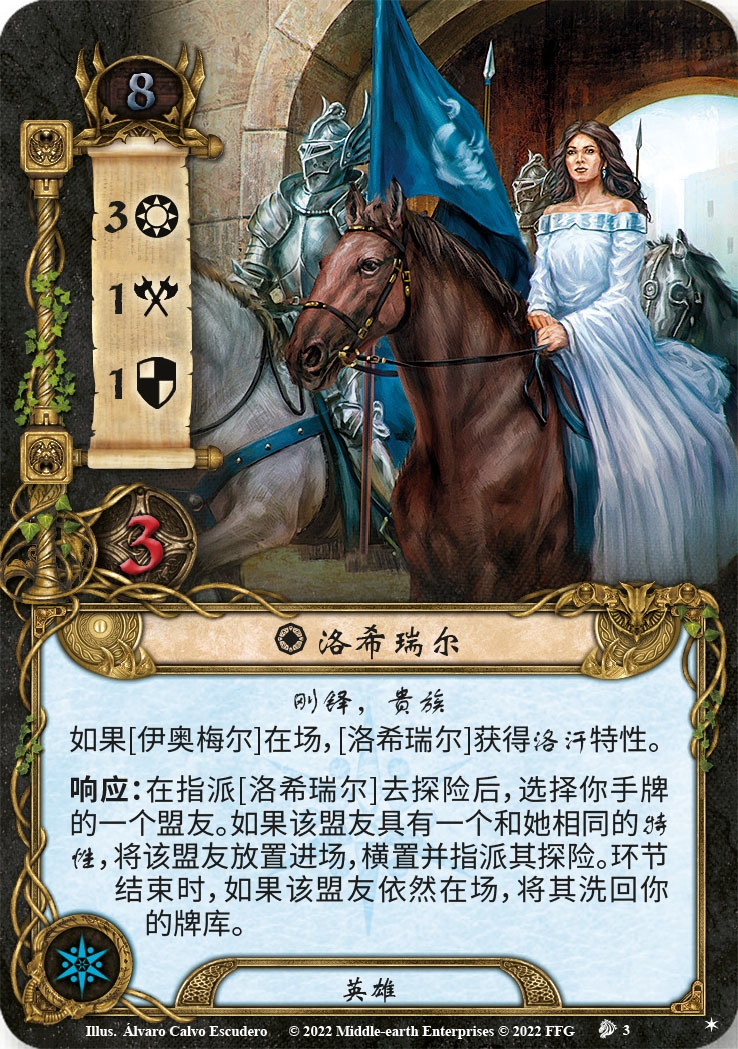 8
3
1
1
3
洛希瑞尔
刚铎，贵族
如果[伊奥梅尔]在场，[洛希瑞尔]获得洛汗特性。
响应：在指派[洛希瑞尔]去探险后，选择你手牌
的一个盟友。如果该盟友具有一个和她相同的特
性，将该盟友放置进场，横置并指派其探险。环节
结束时，如果该盟友依然在场，将其洗回你
的牌库。
英雄
Illus. Álvaro Calvo Escudero © 2022 Middle-earth Enterprises © 2022 FFG 3